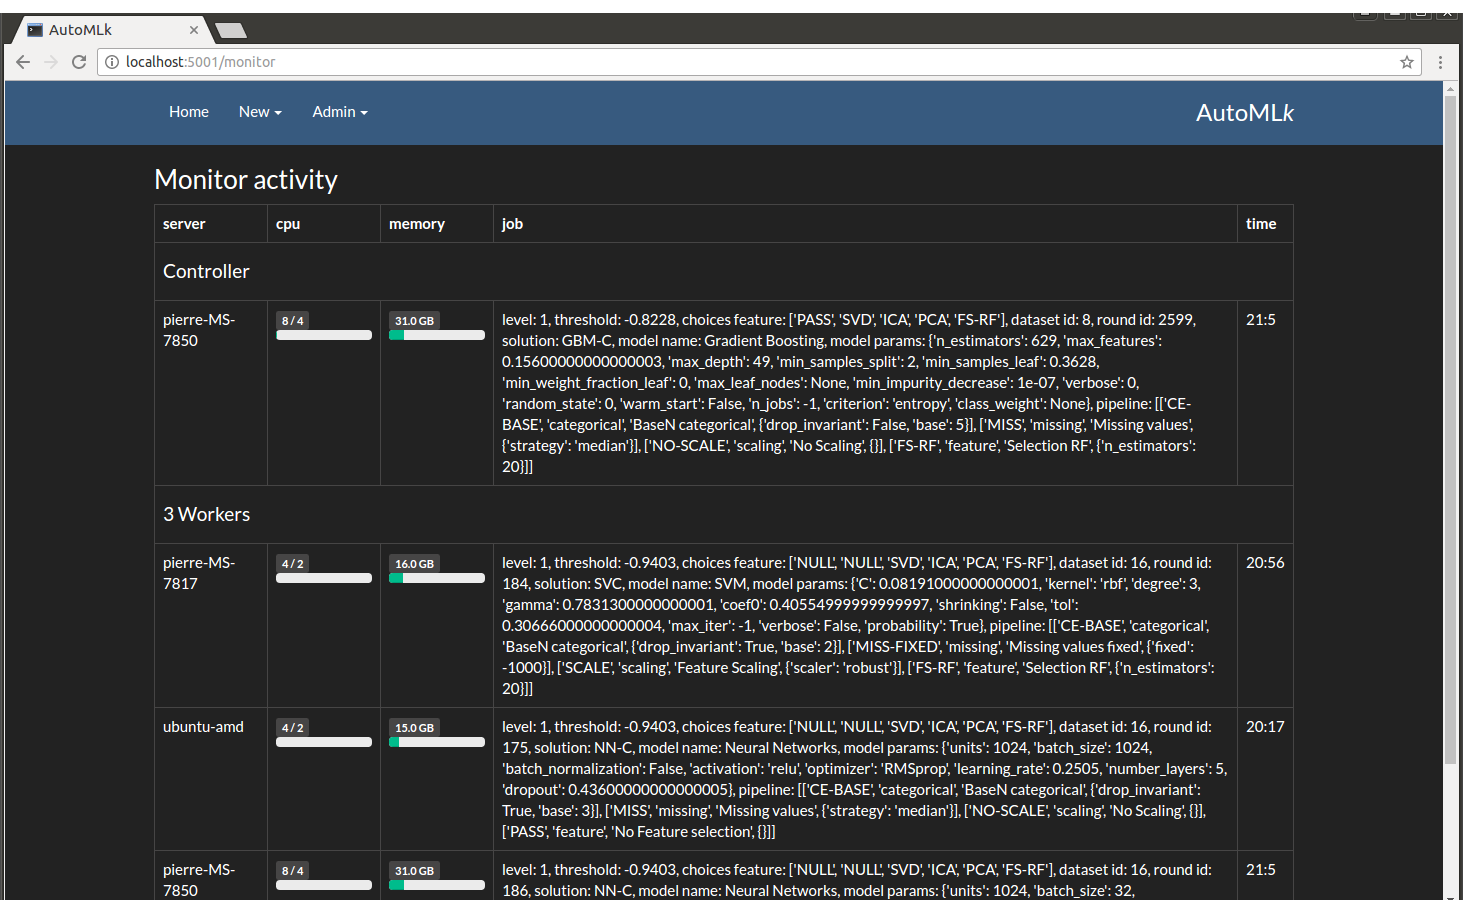 AutoMLk
localhost:5001/monitor
Home New Admin AutoMLk
Monitor activity
server cpu memory job time
Controller
pierre-MS-
7850
8 / 4
31.0 GB
level: 1, threshold: -0.8228, choices feature: ['PASS', 'SVD', 'ICA', 'PCA', 'FS-RF'], dataset id: 8, round id: 2599,
solution: GBM-C, model name: Gradient Boosting, model params: {'n_estimators': 629, 'max_features':
0.15600000000000003, 'max_depth': 49, 'min_samples_split': 2, 'min_samples_leaf': 0.3628,
'min_weight_fraction_leaf': 0, 'max_leaf_nodes': None, 'min_impurity_decrease': 1e-07, 'verbose': 0,
'random_state': 0, 'warm_start': False, 'n_jobs': -1, 'criterion': 'entropy', 'class_weight': None}, pipeline: [['CE-
BASE', 'categorical', 'BaseN categorical', {'drop_invariant': False, 'base': 5}], ['MISS', 'missing', 'Missing values',
{'strategy': 'median'}], ['NO-SCALE', 'scaling', 'No Scaling', {}], ['FS-RF', 'feature', 'Selection RF', {'n_estimators':
20}]]
21:5
3 Workers
pierre-MS-
7817
4 / 2
16.0 GB
level: 1, threshold: -0.9403, choices feature: ['NULL', 'NULL', 'SVD', 'ICA', 'PCA', 'FS-RF'], dataset id: 16, round id:
184, solution: SVC, model name: SVM, model params: {'C': 0.08191000000000001, 'kernel': 'rbf', 'degree': 3,
'gamma': 0.7831300000000001, 'coef0': 0.40554999999999997, 'shrinking': False, 'tol':
0.30666000000000004, 'max_iter': -1, 'verbose': False, 'probability': True}, pipeline: [['CE-BASE', 'categorical',
'BaseN categorical', {'drop_invariant': True, 'base': 2}], ['MISS-FIXED', 'missing', 'Missing values fixed', {'fixed':
-1000}], ['SCALE', 'scaling', 'Feature Scaling', {'scaler': 'robust'}], ['FS-RF', 'feature', 'Selection RF', {'n_estimators':
20}]]
20:56
ubuntu-amd
4 / 2
15.0 GB
level: 1, threshold: -0.9403, choices feature: ['NULL', 'NULL', 'SVD', 'ICA', 'PCA', 'FS-RF'], dataset id: 16, round id:
175, solution: NN-C, model name: Neural Networks, model params: {'units': 1024, 'batch_size': 1024,
'batch_normalization': False, 'activation': 'relu', 'optimizer': 'RMSprop', 'learning_rate': 0.2505, 'number_layers': 5,
'dropout': 0.43600000000000005}, pipeline: [['CE-BASE', 'categorical', 'BaseN categorical', {'drop_invariant':
True, 'base': 3}], ['MISS', 'missing', 'Missing values', {'strategy': 'median'}], ['NO-SCALE', 'scaling', 'No Scaling', {}],
['PASS', 'feature', 'No Feature selection', {}]]
20:17
pierre-MS-
7850
8 / 4
31.0 GB
level: 1, threshold: -0.9403, choices feature: ['NULL', 'NULL', 'SVD', 'ICA', 'PCA', 'FS-RF'], dataset id: 16, round id:
186, solution: NN-C, model name: Neural Networks, model params: {'units': 1024, 'batch_size': 32,
21:5